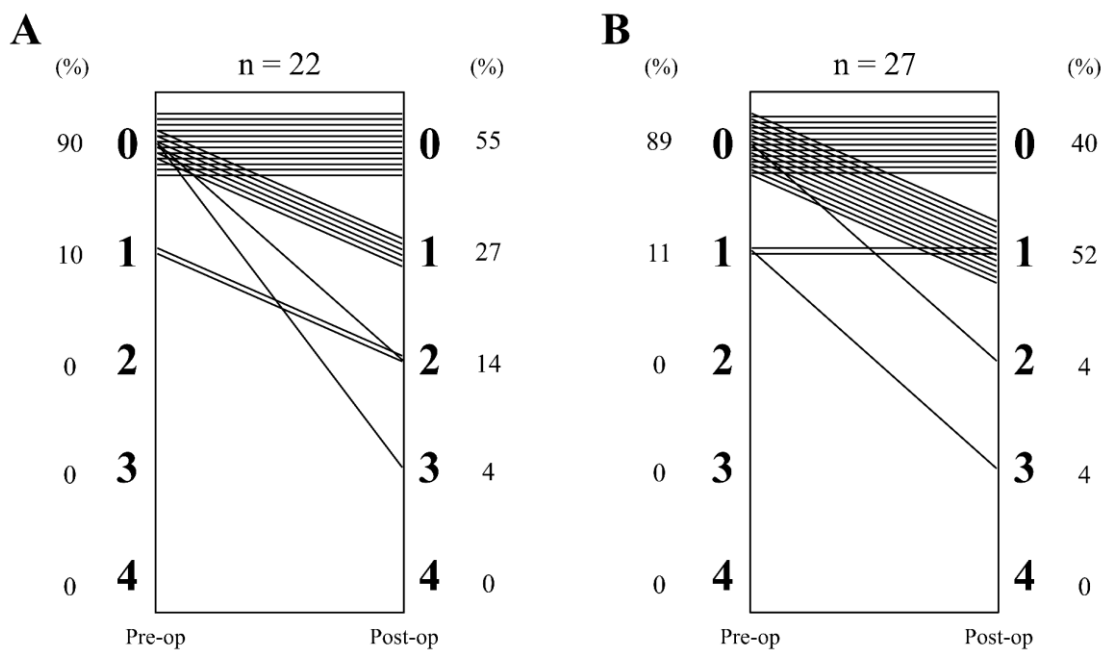 A
B
(%) n = 22 (%)
(%) n = 27 (%)
90 0 0 55
10 1 1 27
0 2 2 14
0 3 3 4
0 4 4 0
Pre-op Post-op
89 0 0 40
11 1 1 52
0 2 2 4
0 3 3 4
0 4 4 0
Pre-op Post-op